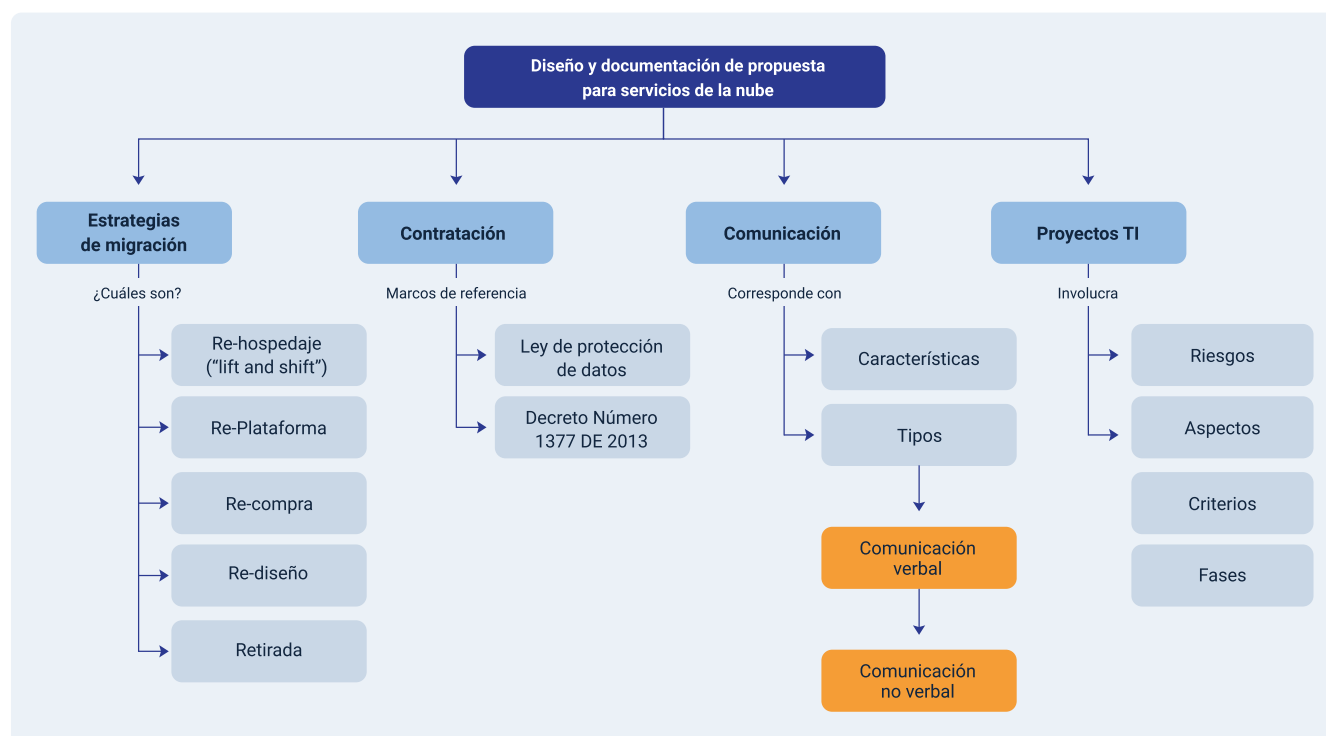 Diseño y documentación de propuesta
para servicios de la nube
Estrategias
de migración
¿Cuáles son?
Re-hospedaje
(“lift and shift”)
Re-Plataforma
Re-compra
Re-diseño
Retirada
Contratación
Marcos de referencia
Ley de protección
de datos
Decreto Número
1377 DE 2013
Comunicación
Corresponde con
Características
Tipos
Comunicación
verbal
Comunicación
no verbal
Proyectos TI
Involucra
Riesgos
Aspectos
Criterios
Fases